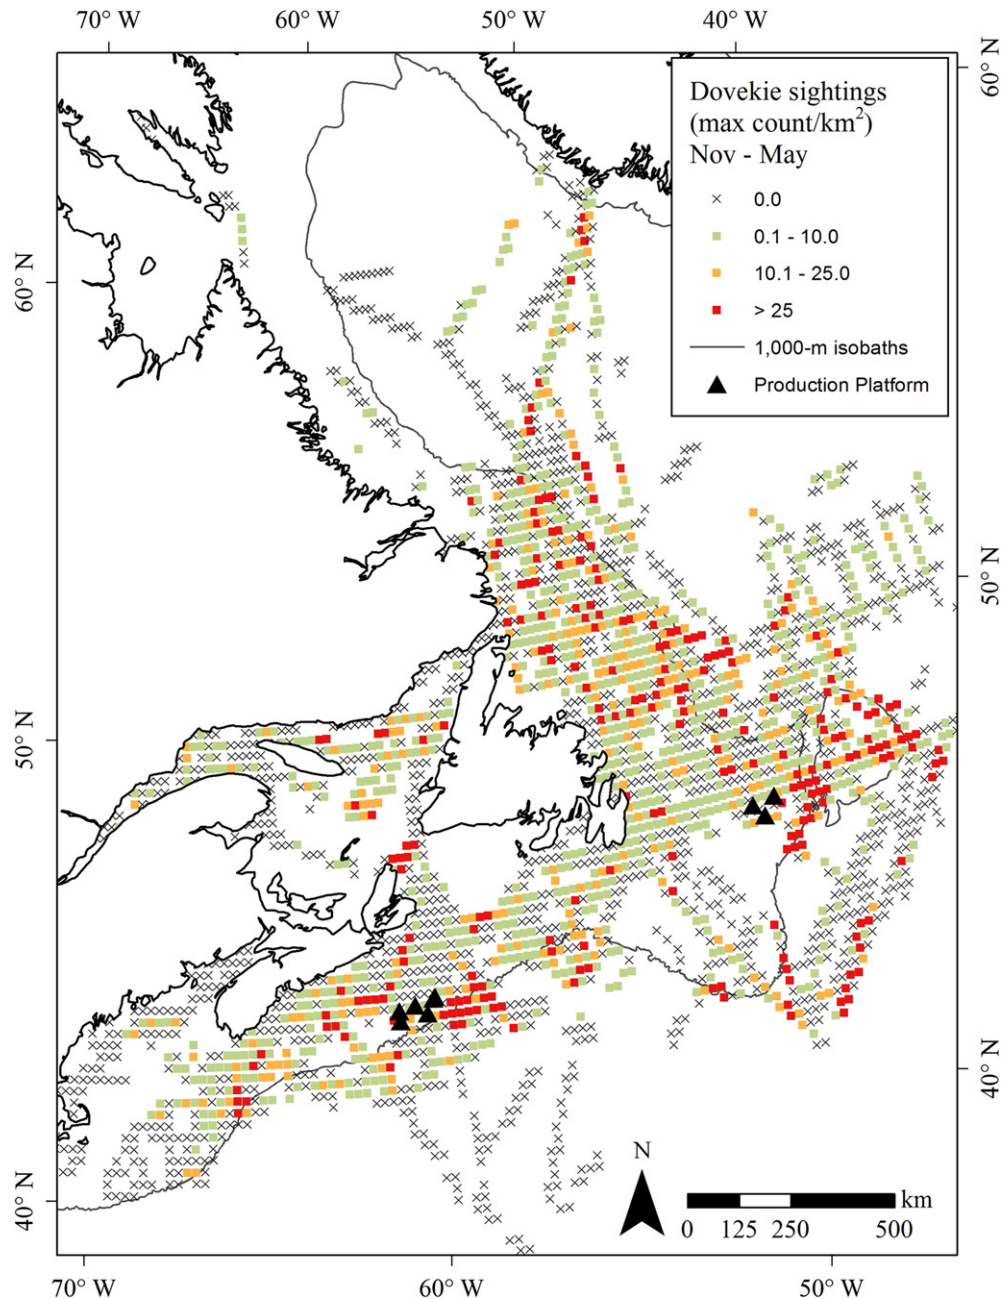 70° W 60° W 50° W 40° W
60° N
Dovekie sightings
(max count/km²)
Nov - May
0.0
0.1 - 10.0
10.1 - 25.0
> 25
1,000-m isobaths
Production Platform
60° N
50° N
50° N
40° N
40° N
N
km
0 125 250 500
70° W 60° W 50° W